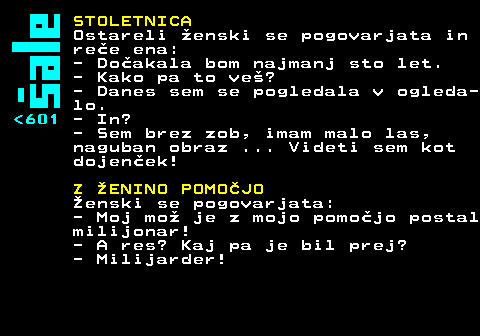 Šale
<601
STOLETNICA
Ostareli ženski se pogovarjata in
reče ena:
- Dočakala bom najmanj sto let.
- Kako pa to veš?
- Danes sem se pogledala v ogleda-
lo.
- In?
- Sem brez zob, imam malo las,
naguban obraz ... Videti sem kot
dojenček!
Z ŽENINO POMOČJO
Ženski se pogovarjata:
- Moj mož je z mojo pomočjo postal
milijonar!
- A res? Kaj pa je bil prej?
- Milijarder!